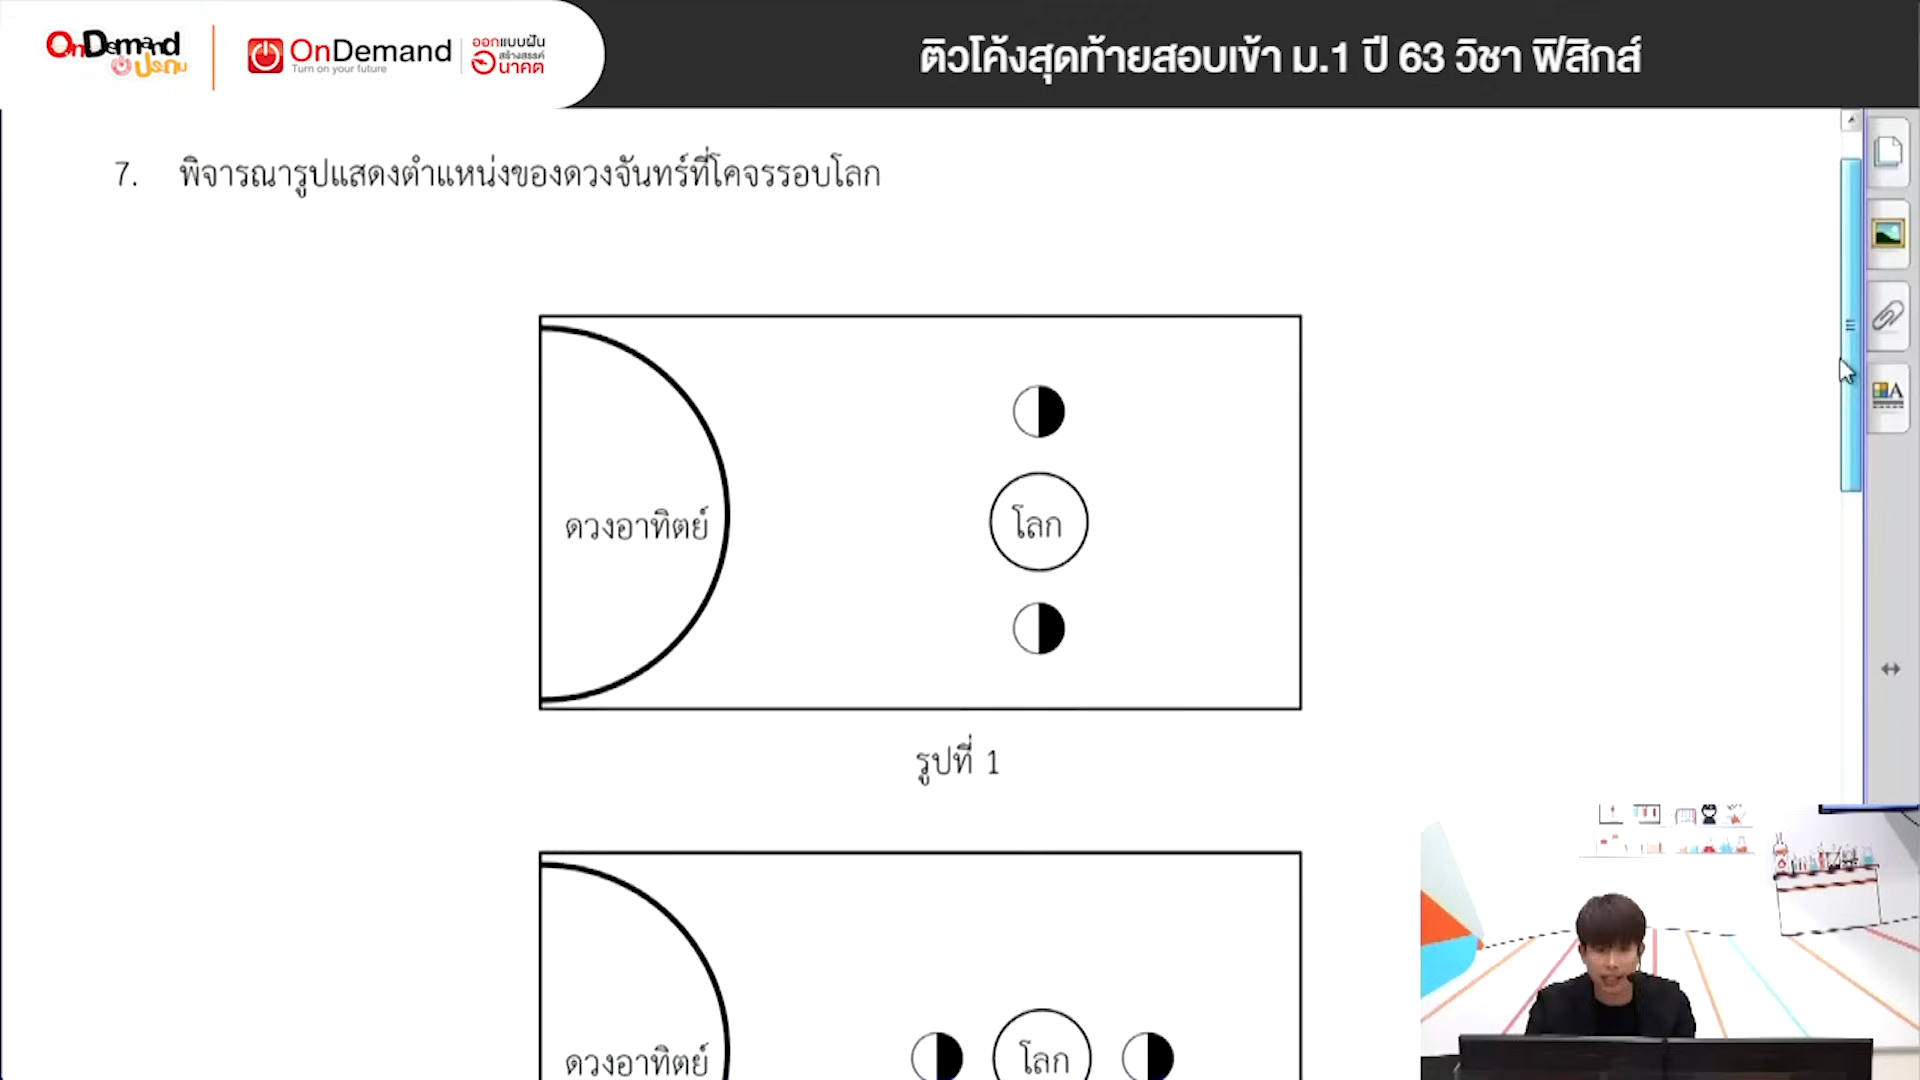 OnDemand
ประถม
OnDemand
Turn on your future
ออกแบบฝัน
สร้างสรรค์
อนาคต
ติวโค้งสุดท้ายสอบเข้า ม.1 ปี 63 วิชา ฟิสิกส์
7. พิจารณารูปแสดงตำแหน่งของดวงจันทร์ที่โคจรรอบโลก
ดวงอาทิตย์
โลก
รูปที่ 1
ดวงอาทิตย์
โลก